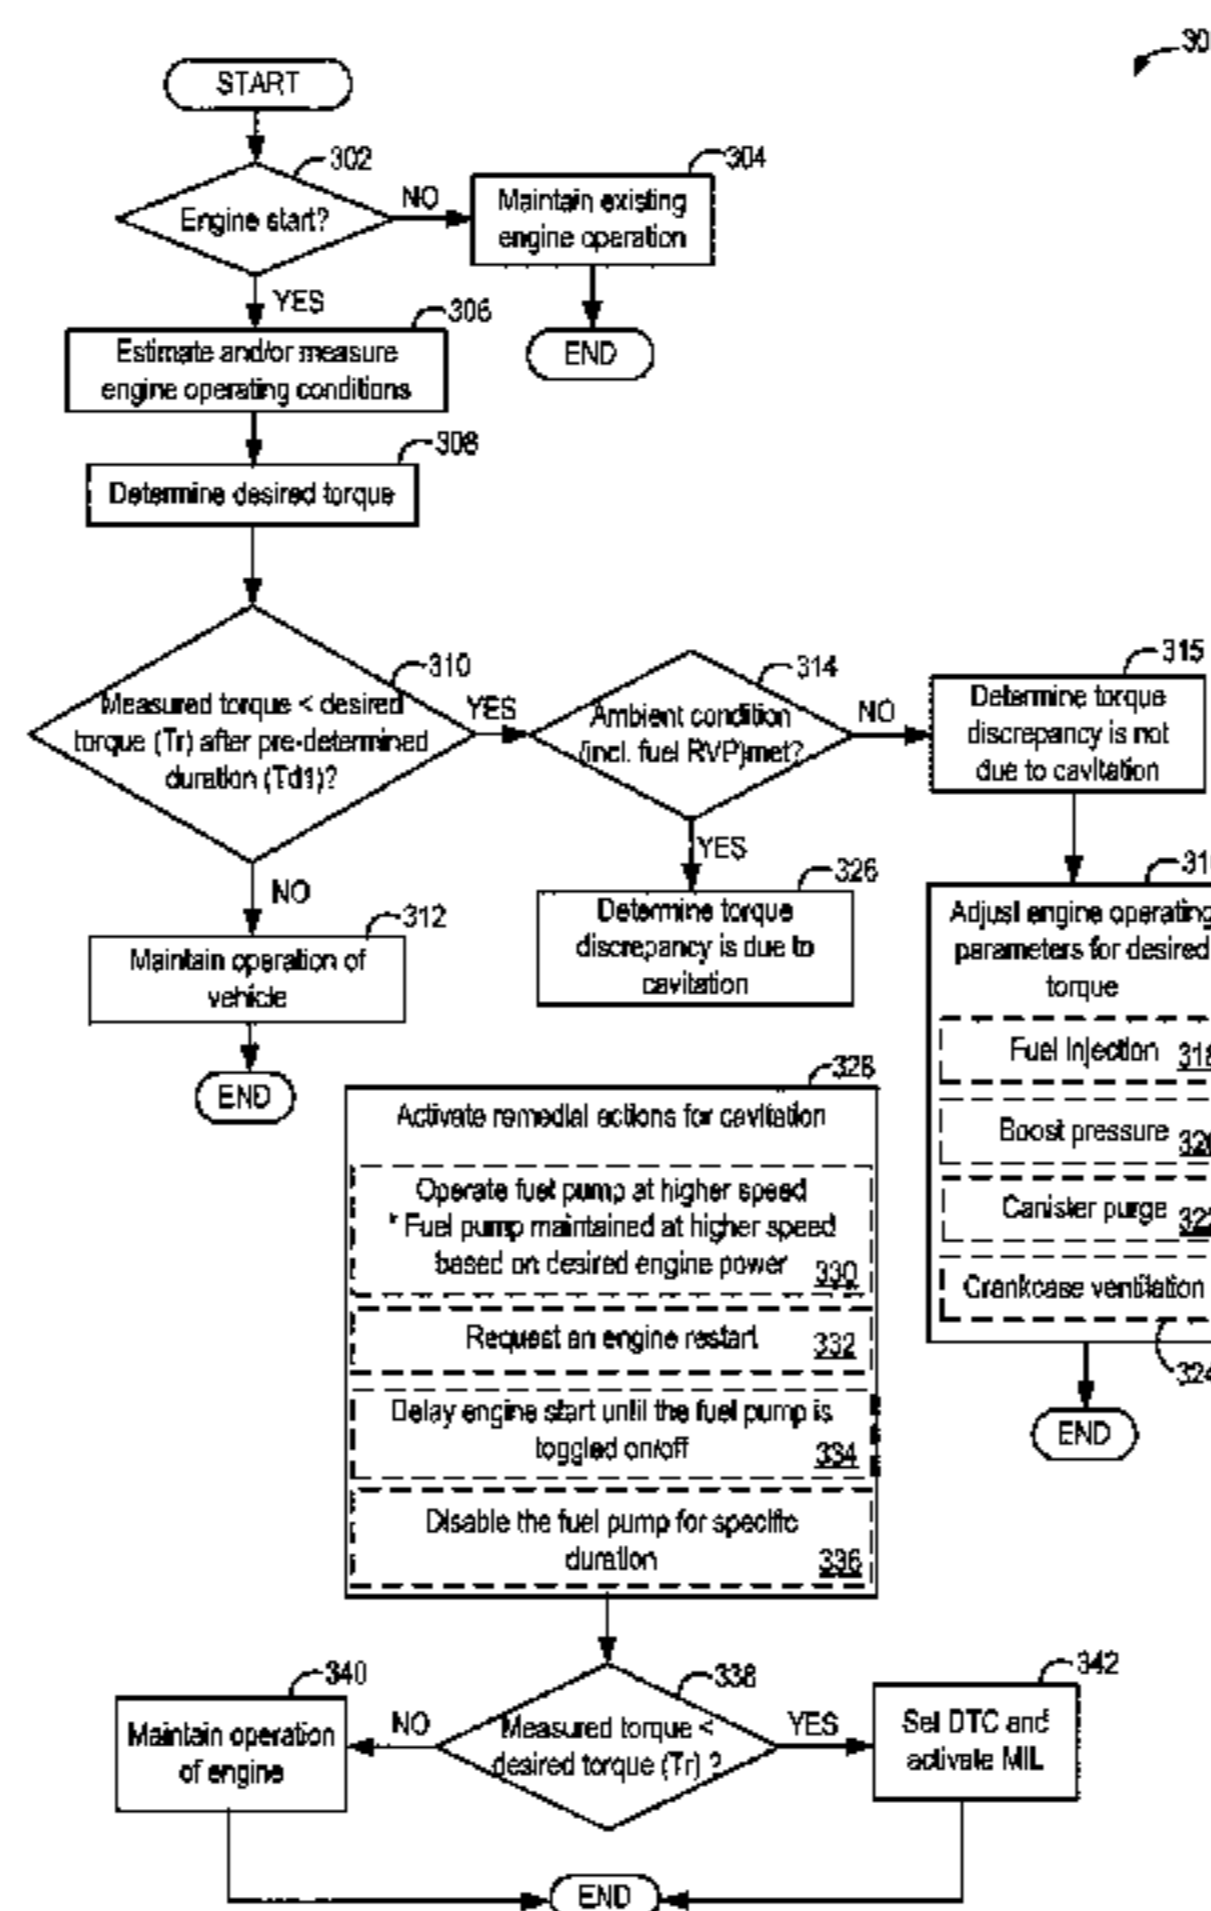 30
START
302
Engine start?
NO
304
Maintain existing
engine operation
END
YES
306
Estimate and/or measure
engine operating conditions
308
Determine desired torque
310
Measured torque < desired
torque (Tr) after pre-determined
duration (Td1)?
YES
314
Ambient condition
(incl. fuel RVP)met?
NO
315
Determine torque
discrepancy is not
due to cavitation
NO
312
Maintain operation of
vehicle
END
YES
326
Determine torque
discrepancy is due to
cavitation
31
Adjust engine operating
parameters for desired
torque
Fuel Injection 318
Boost pressure 320
Canister purge 322
Crankcase ventilation
324
END
328
Activate remedial actions for cavitation
Operate fuel pump at higher speed
* Fuel pump maintained at higher speed
based on desired engine power 330
Request an engine restart 332
Delay engine start until the fuel pump is
toggled on/off 334
Disable the fuel pump for specific
duration 336
338
Measured torque <
desired torque (Tr) ?
NO
340
Maintain operation
of engine
YES
342
Set DTC and
activate MIL
END